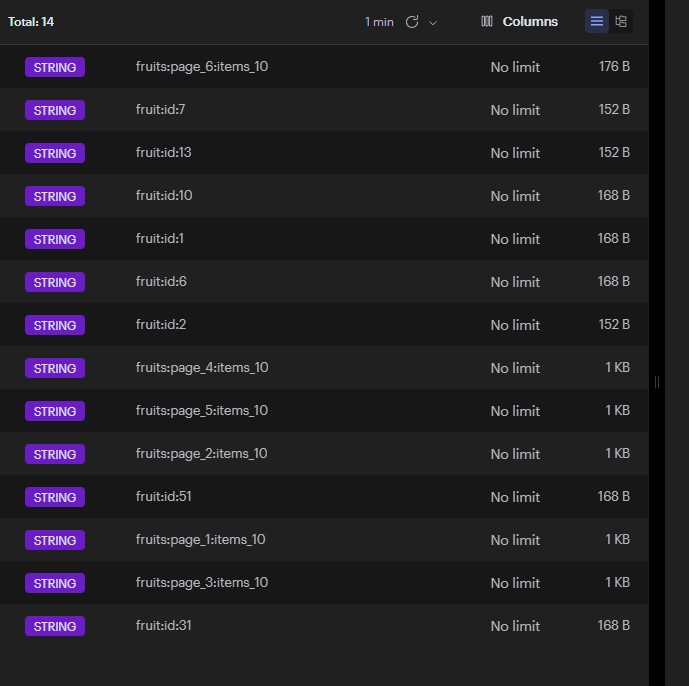 Total: 14 1 min Columns
STRING fruits:page_6:items_10 No limit 176 B
STRING fruit:id:7 No limit 152 B
STRING fruit:id:13 No limit 152 B
STRING fruit:id:10 No limit 168 B
STRING fruit:id:1 No limit 168 B
STRING fruit:id:6 No limit 168 B
STRING fruit:id:2 No limit 152 B
STRING fruits:page_4:items_10 No limit 1 KB
STRING fruits:page_5:items_10 No limit 1 KB
STRING fruits:page_2:items_10 No limit 1 KB
STRING fruit:id:51 No limit 168 B
STRING fruits:page_1:items_10 No limit 1 KB
STRING fruits:page_3:items_10 No limit 1 KB
STRING fruit:id:31 No limit 168 B